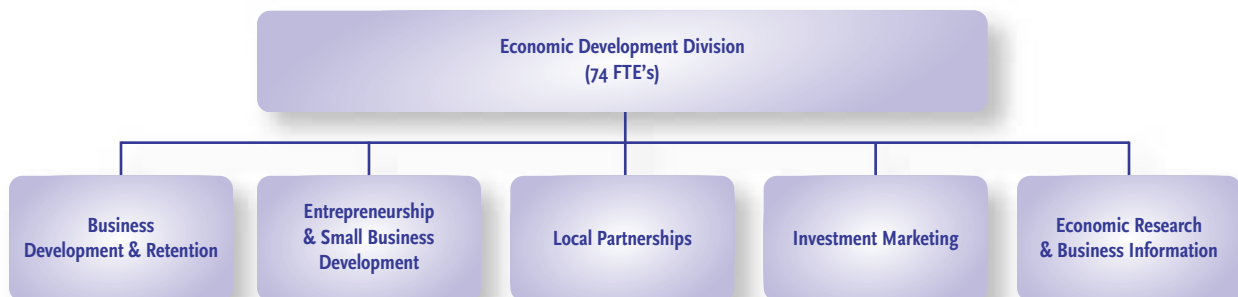 Economic Development Division
(74 FTE's)
Business
Development & Retention
Entrepreneurship
& Small Business
Development
Local Partnerships
Investment Marketing
Economic Research
& Business Information